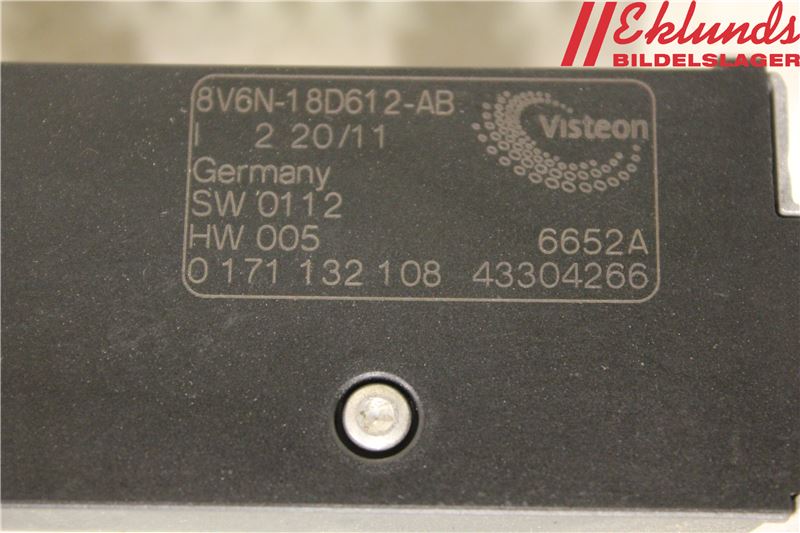 Eklunds
BILDELSLAGER
8V6N-18D612-AB
I 2 20/11
Visteon
Germany
SW 0112
HW 005 6652A
0 171 132 108 43304266